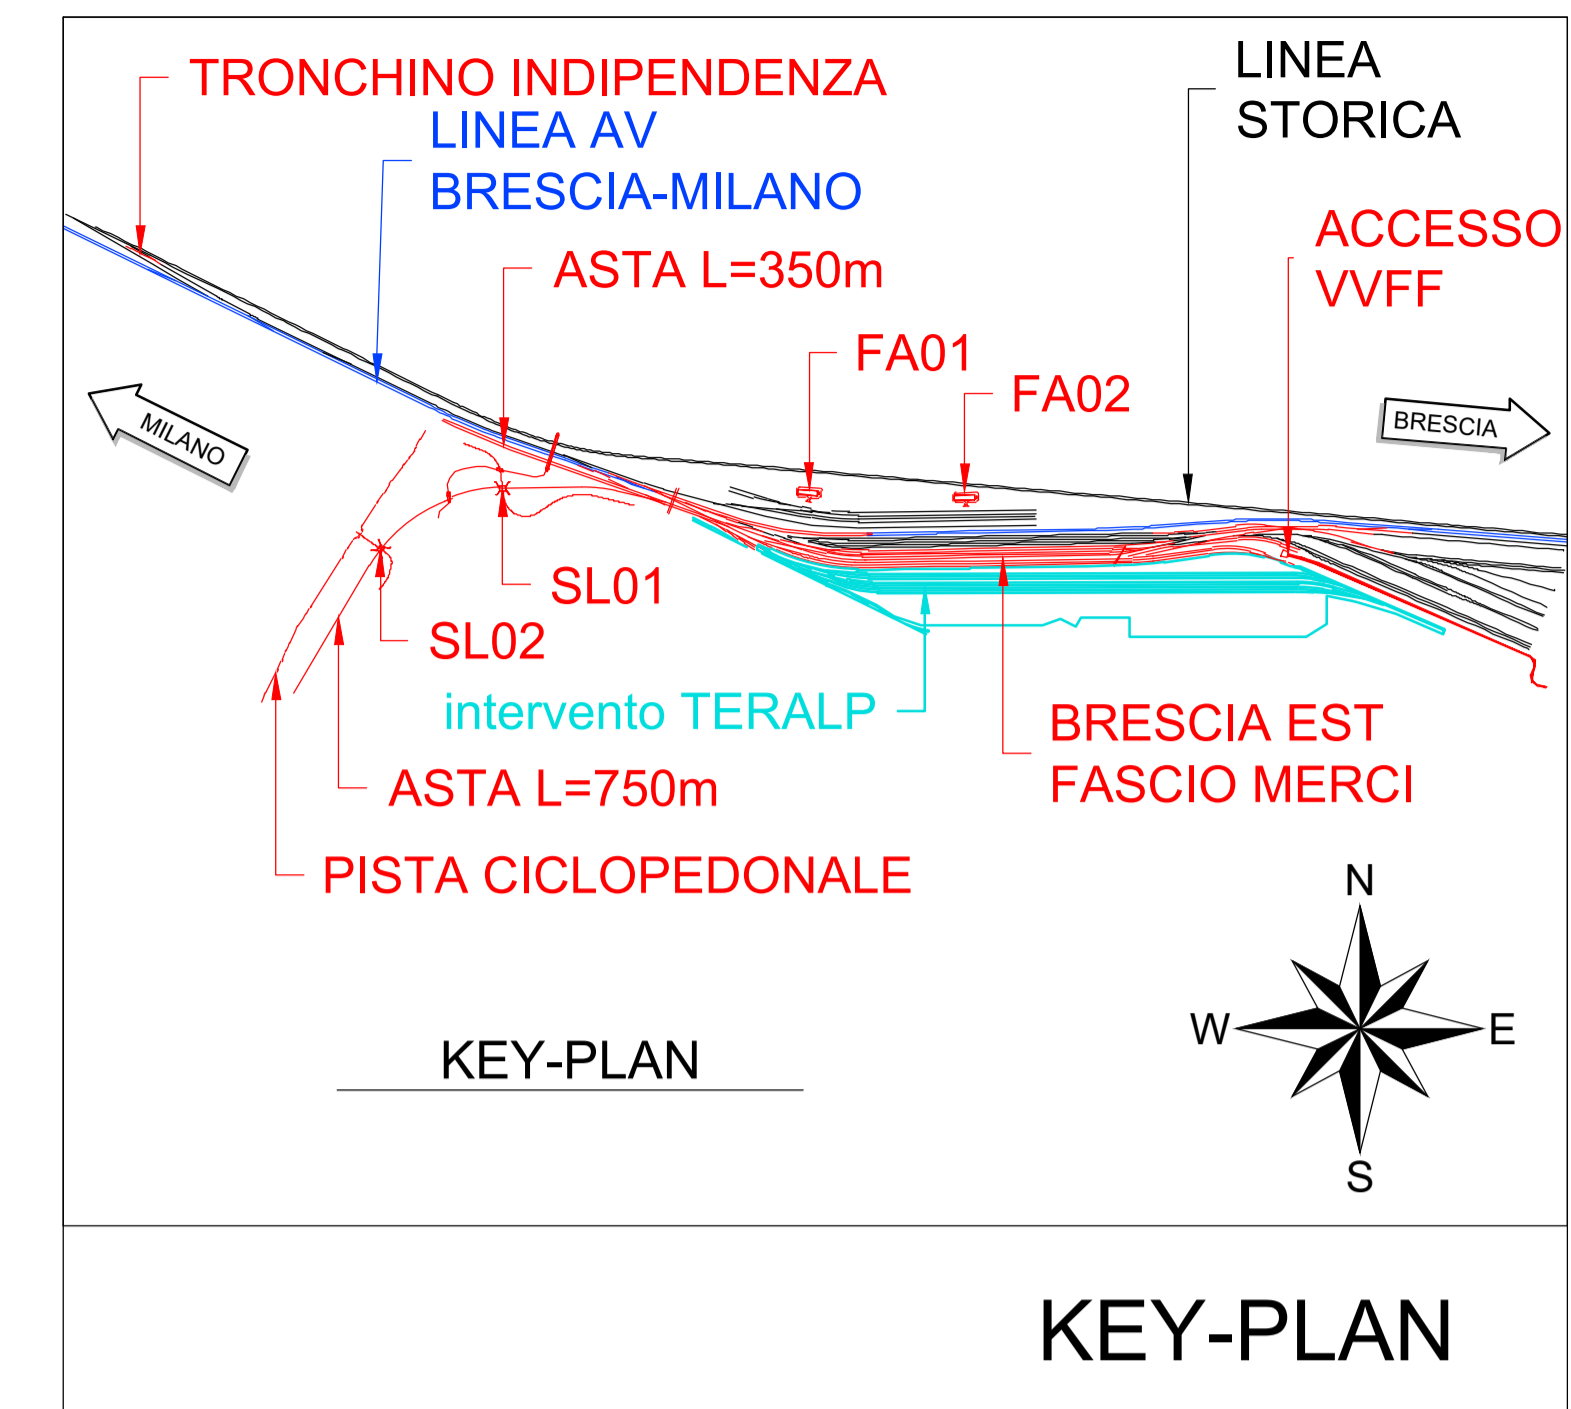 TRONCHINO INDIPENDENZA
LINEA AV
BRESCIA-MILANO
LINEA
STORICA
ASTA L=350m
ACCESSO
VVFF
FA01
FA02
MILANO
BRESCIA
SL01
SL02
intervento TERALP
BRESCIA EST
FASCIO MERCI
ASTA L=750m
PISTA CICLOPEDONALE
N
W
E
S
KEY-PLAN
KEY-PLAN